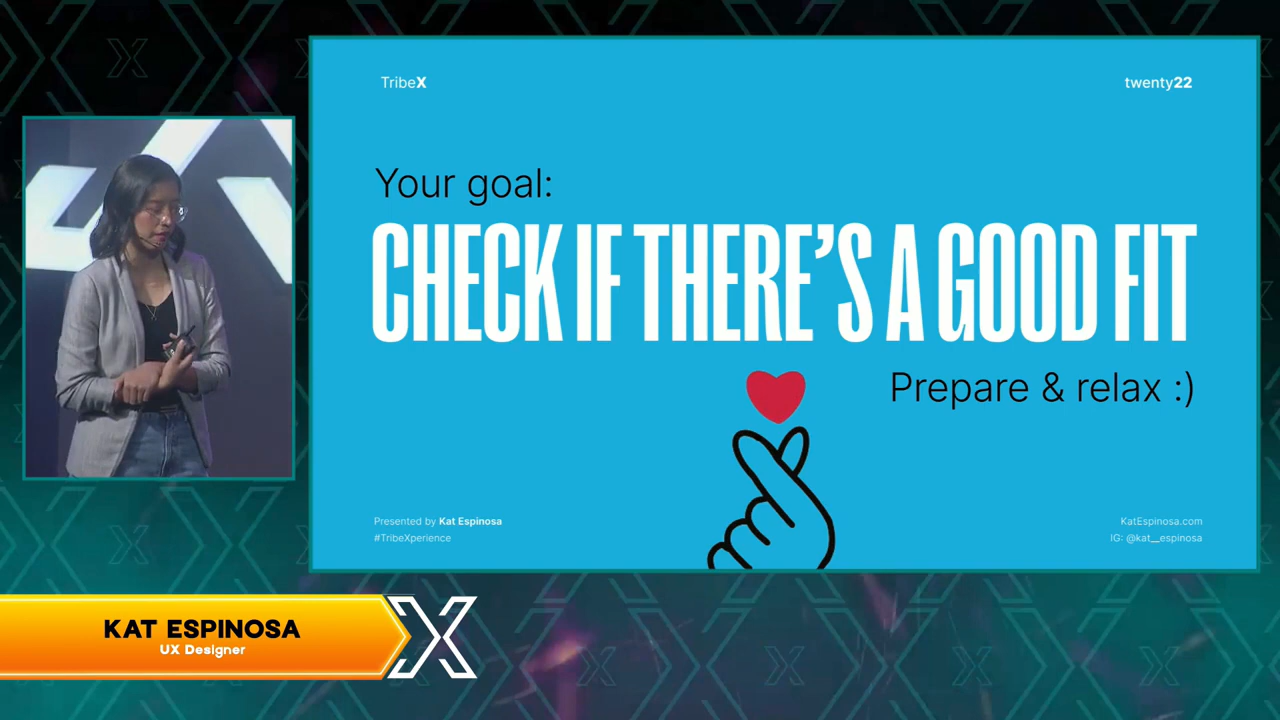 TribeX
twenty22
Your goal:
CHECK IF THERE'S A GOOD FIT
Prepare & relax :)
Presented by Kat Espinosa
#TribeXperience
KatEspinosa.com
IG: @kat__espinosa
KAT ESPINOSA
UX Designer
X